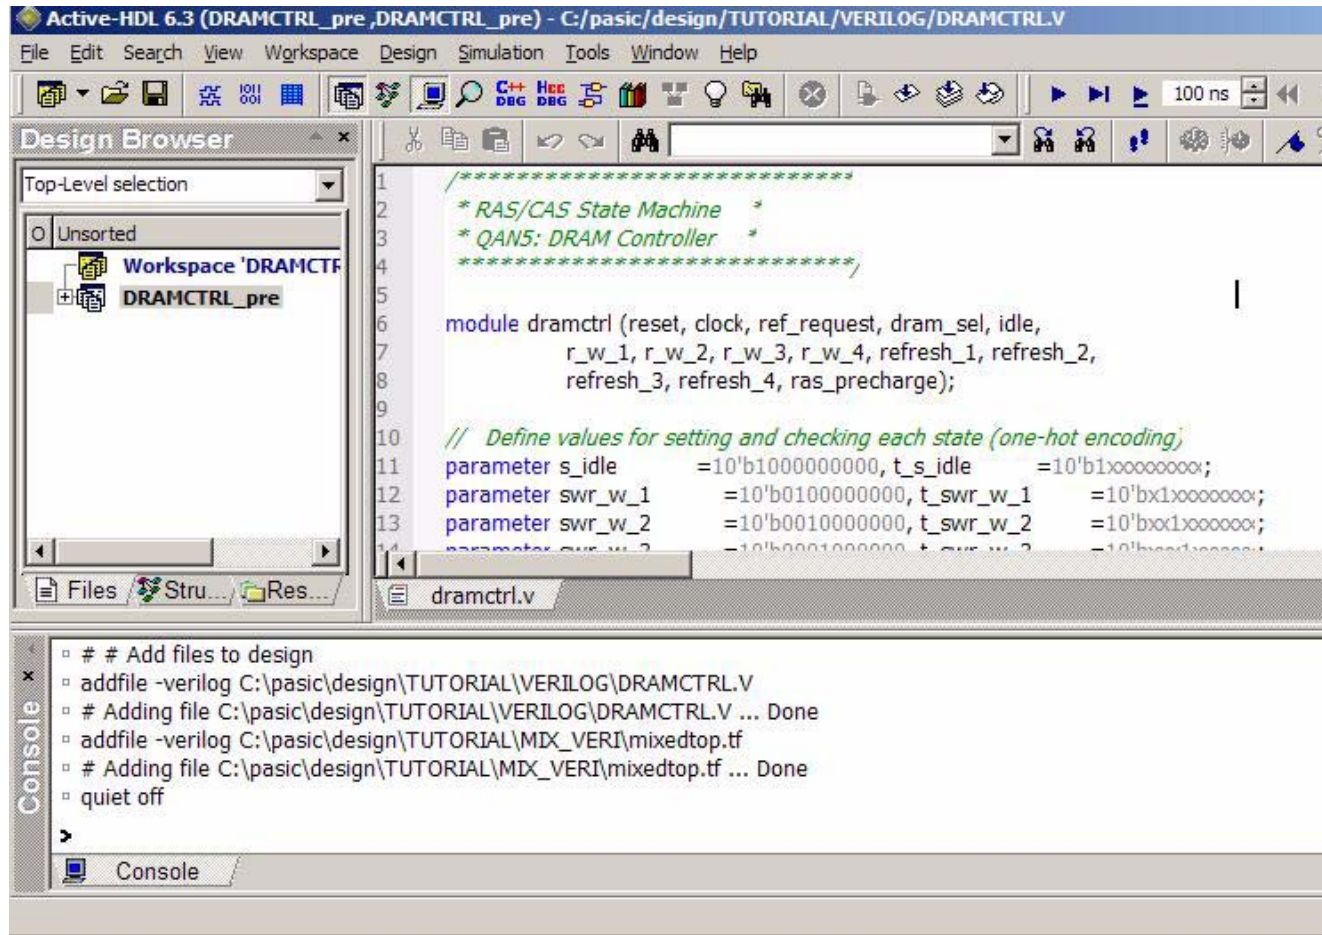 Active-HDL 6.3 (DRAMCTRL_pre ,DRAMCTRL_pre) - C:/pasic/design/TUTORIAL/VERILOG/DRAMCTRL.V
File Edit Search View Workspace Design Simulation Tools Window Help
C++ DBG HES DBG 100 ns
Design Browser
Top-Level selection
O Unsorted
Workspace 'DRAMCTR
DRAMCTRL_pre
Files Stru... Res...
1 /****************************
2 * RAS/CAS State Machine *
3 * QAN5: DRAM Controller *
4 ****************************/
5
6 module dramctrl (reset, clock, ref_request, dram_sel, idle,
7 r_w_1, r_w_2, r_w_3, r_w_4, refresh_1, refresh_2,
8 refresh_3, refresh_4, ras_precharge);
9
10 // Define values for setting and checking each state (one-hot encoding)
11 parameter s_idle =10'b1000000000, t_s_idle =10'b1xxxxxxxxx;
12 parameter swr_w_1 =10'b0100000000, t_swr_w_1 =10'bx1xxxxxxxx;
13 parameter swr_w_2 =10'b0010000000, t_swr_w_2 =10'bxx1xxxxxxx;
dramctrl.v
Console
# # Add files to design
addfile -verilog C:\pasic\design\TUTORIAL\VERILOG\DRAMCTRL.V
# Adding file C:\pasic\design\TUTORIAL\VERILOG\DRAMCTRL.V ... Done
addfile -verilog C:\pasic\design\TUTORIAL\MIX_VERI\mixedtop.tf
# Adding file C:\pasic\design\TUTORIAL\MIX_VERI\mixedtop.tf ... Done
quiet off
>
Console